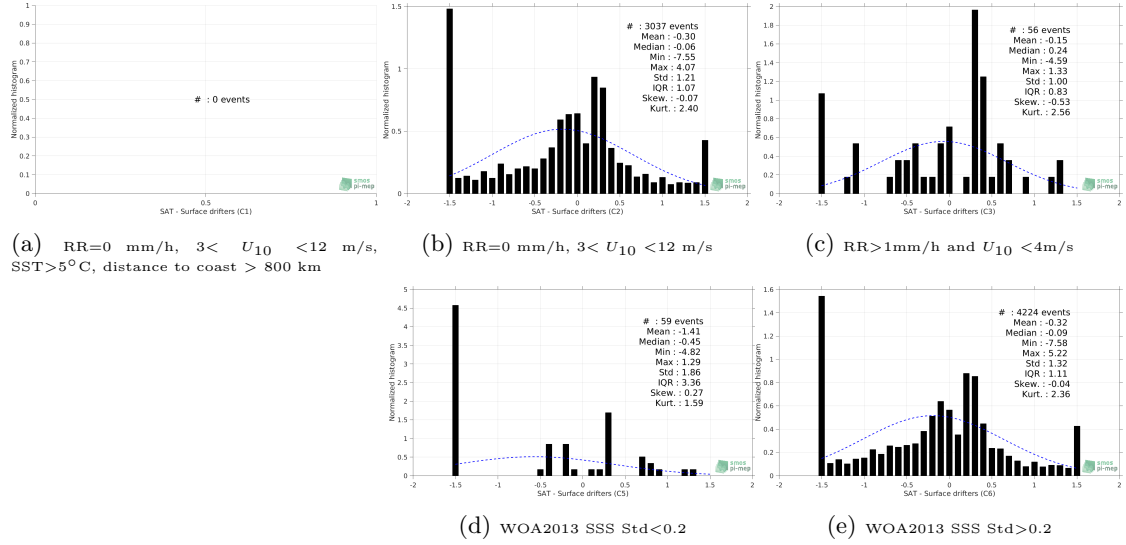 1
0.9
0.8
0.7
0.6
0.5
0.4
0.3
0.2
0.1
0
Normalized histogram
# : 0 events
0 0.5 1
SAT - Surface drifters (C1)
smos
pi-mep
(a) RR=0 mm/h, 3< U10 <12 m/s,
SST>5°C, distance to coast > 800 km
1.5
1
0.5
0
Normalized histogram
# : 3037 events
Mean : -0.30
Median : -0.06
Min : -7.55
Max : 4.07
Std : 1.21
IQR : 1.07
Skew. : -0.07
Kurt. : 2.40
-2 -1.5 -1 -0.5 0 0.5 1 1.5 2
SAT - Surface drifters (C2)
smos
pi-mep
(b) RR=0 mm/h, 3< U10 <12 m/s
2
1.8
1.6
1.4
1.2
1
0.8
0.6
0.4
0.2
0
Normalized histogram
# : 56 events
Mean : -0.15
Median : 0.24
Min : -4.59
Max : 1.33
Std : 1.00
IQR : 0.83
Skew. : -0.53
Kurt. : 2.56
-2 -1.5 -1 -0.5 0 0.5 1 1.5 2
SAT - Surface drifters (C3)
smos
pi-mep
(c) RR>1mm/h and U10 <4m/s
5
4.5
4
3.5
3
2.5
2
1.5
1
0.5
0
Normalized histogram
# : 59 events
Mean : -1.41
Median : -0.45
Min : -4.82
Max : 1.29
Std : 1.86
IQR : 3.36
Skew. : 0.27
Kurt. : 1.59
-2 -1.5 -1 -0.5 0 0.5 1 1.5 2
SAT - Surface drifters (C5)
smos
pi-mep
(d) WOA2013 SSS Std<0.2
1.6
1.4
1.2
1
0.8
0.6
0.4
0.2
0
Normalized histogram
# : 4224 events
Mean : -0.32
Median : -0.09
Min : -7.58
Max : 5.22
Std : 1.32
IQR : 1.11
Skew. : -0.04
Kurt. : 2.36
-2 -1.5 -1 -0.5 0 0.5 1 1.5 2
SAT - Surface drifters (C6)
smos
pi-mep
(e) WOA2013 SSS Std>0.2